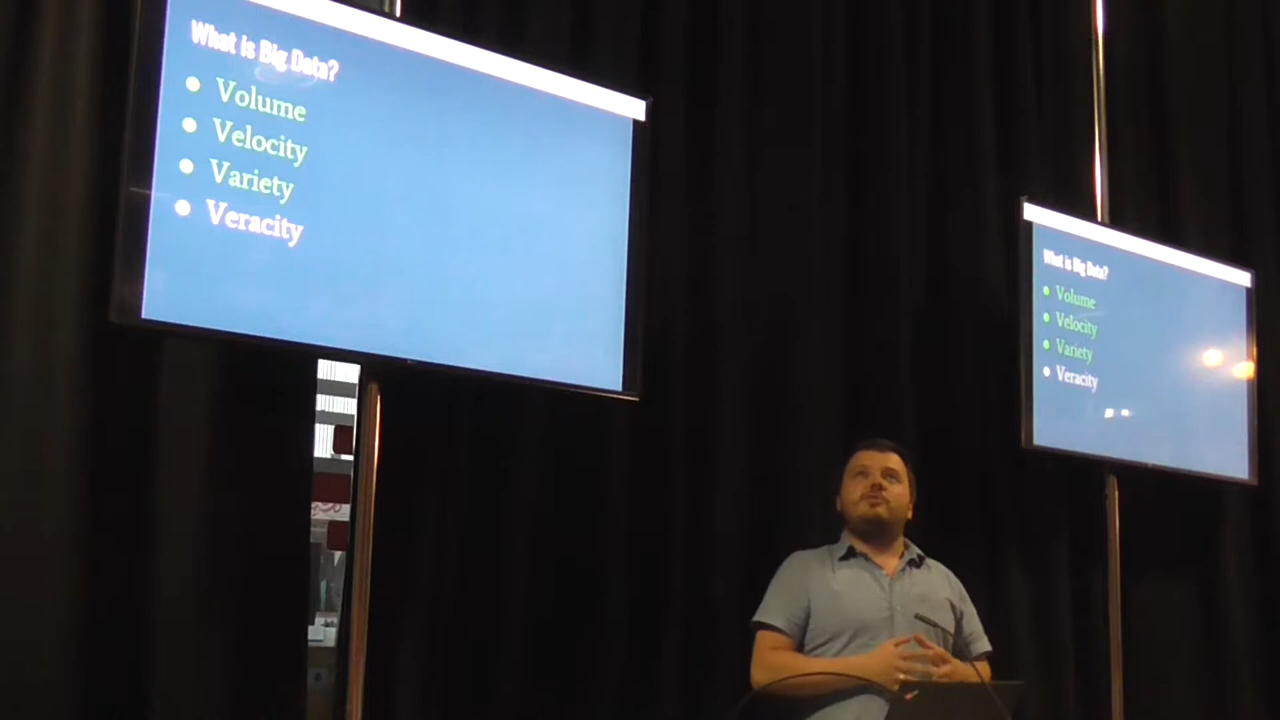 What is Big Data?
Volume
Velocity
Variety
Veracity
What is Big Data?
Volume
Velocity
Variety
Veracity